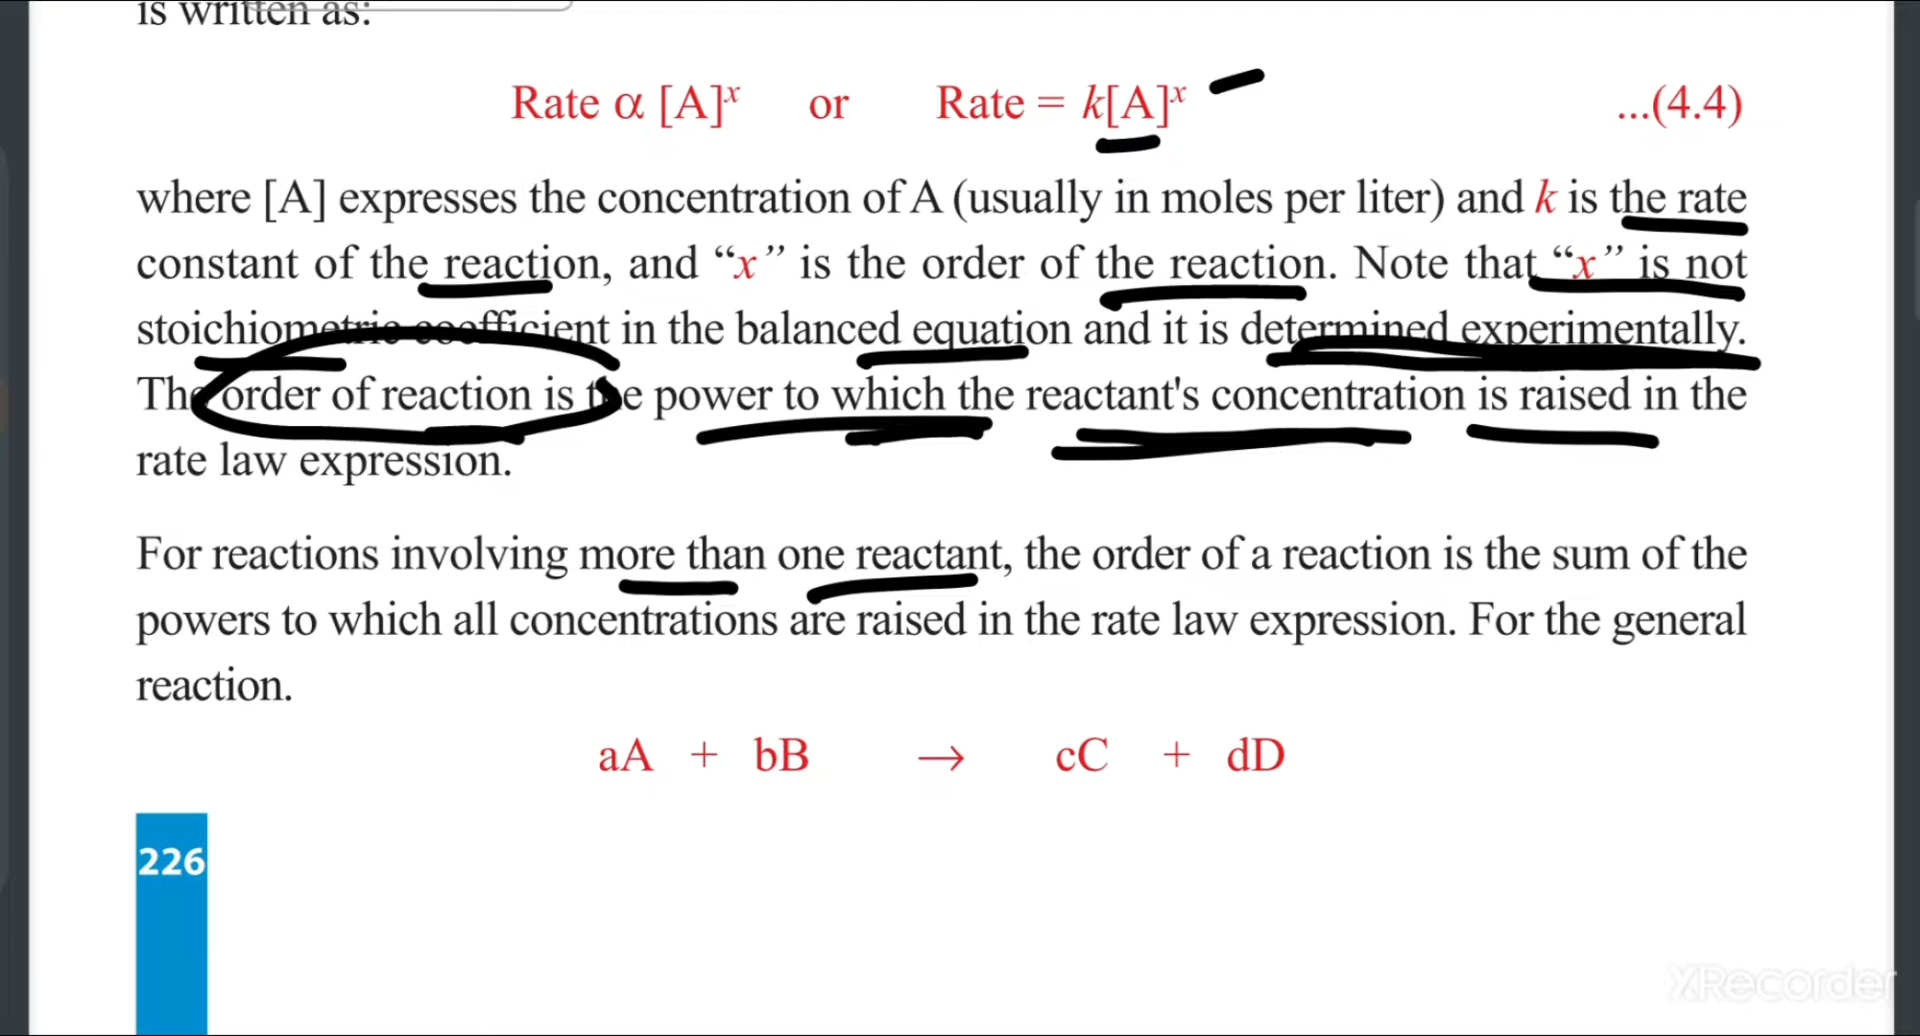 is written as:
Rate α [A]ˣ or Rate = k[A]ˣ ...(4.4)
where [A] expresses the concentration of A (usually in moles per liter) and k is the rate
constant of the reaction, and “x” is the order of the reaction. Note that “x” is not
stoichiometric coefficient in the balanced equation and it is determined experimentally.
The order of reaction is the power to which the reactant's concentration is raised in the
rate law expression.
For reactions involving more than one reactant, the order of a reaction is the sum of the
powers to which all concentrations are raised in the rate law expression. For the general
reaction.
aA + bB → cC + dD
226
XRecorder